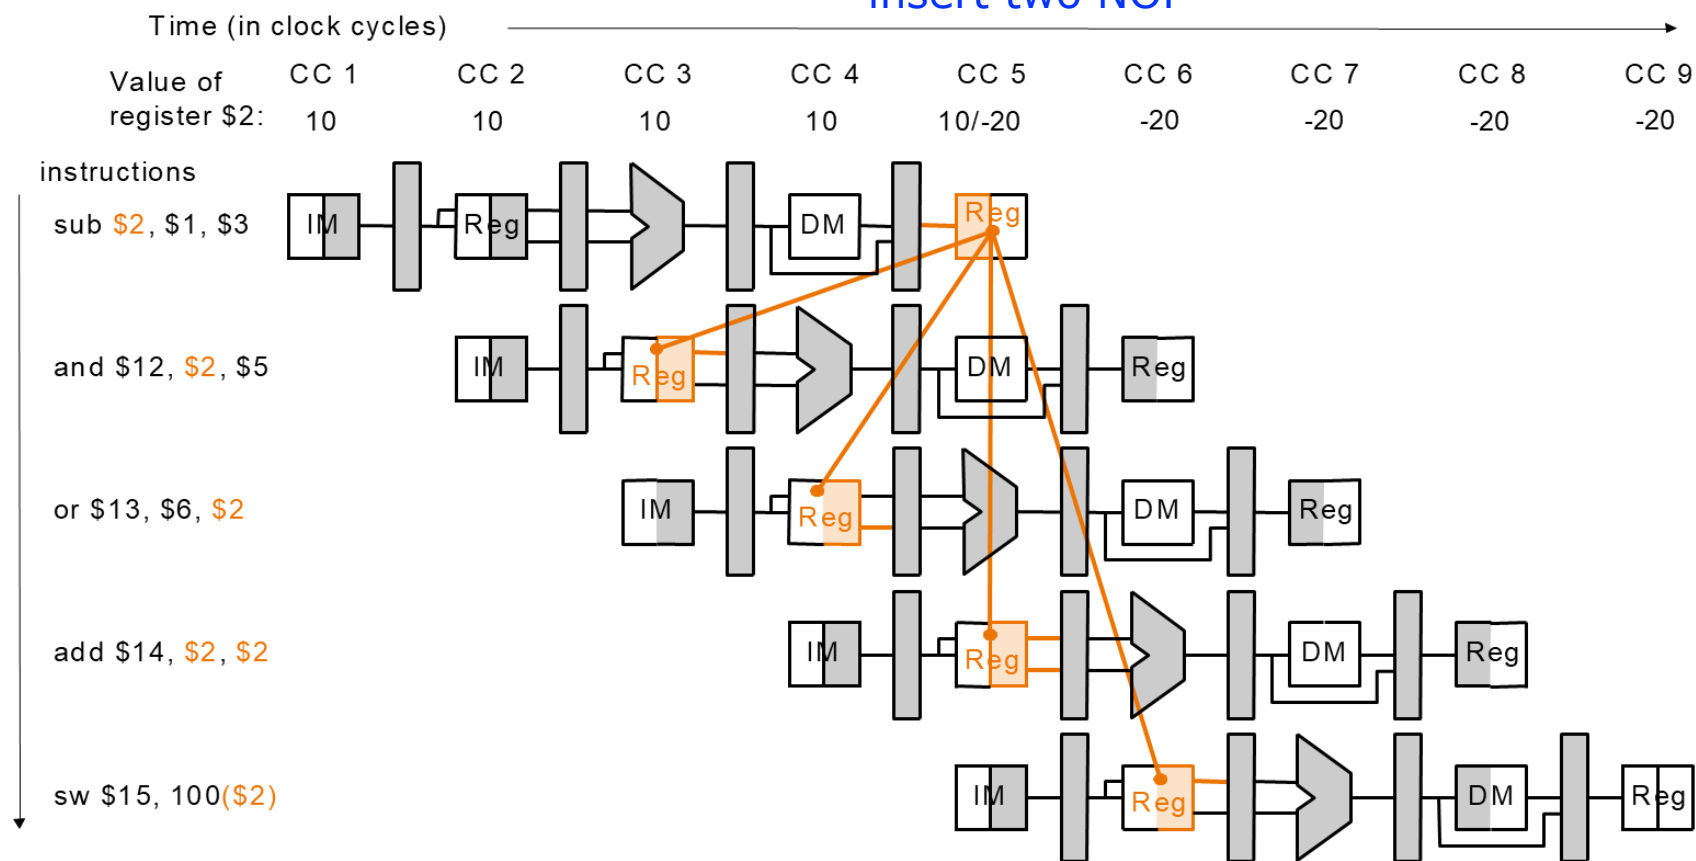 insert two NOP
Time (in clock cycles)
CC 1 CC 2 CC 3 CC 4 CC 5 CC 6 CC 7 CC 8 CC 9
Value of
register $2:
10 10 10 10 10/-20 -20 -20 -20 -20
instructions
sub $2, $1, $3
IM Reg DM Reg
and $12, $2, $5
IM Reg DM Reg
or $13, $6, $2
IM Reg DM Reg
add $14, $2, $2
IM Reg DM Reg
sw $15, 100($2)
IM Reg DM Reg